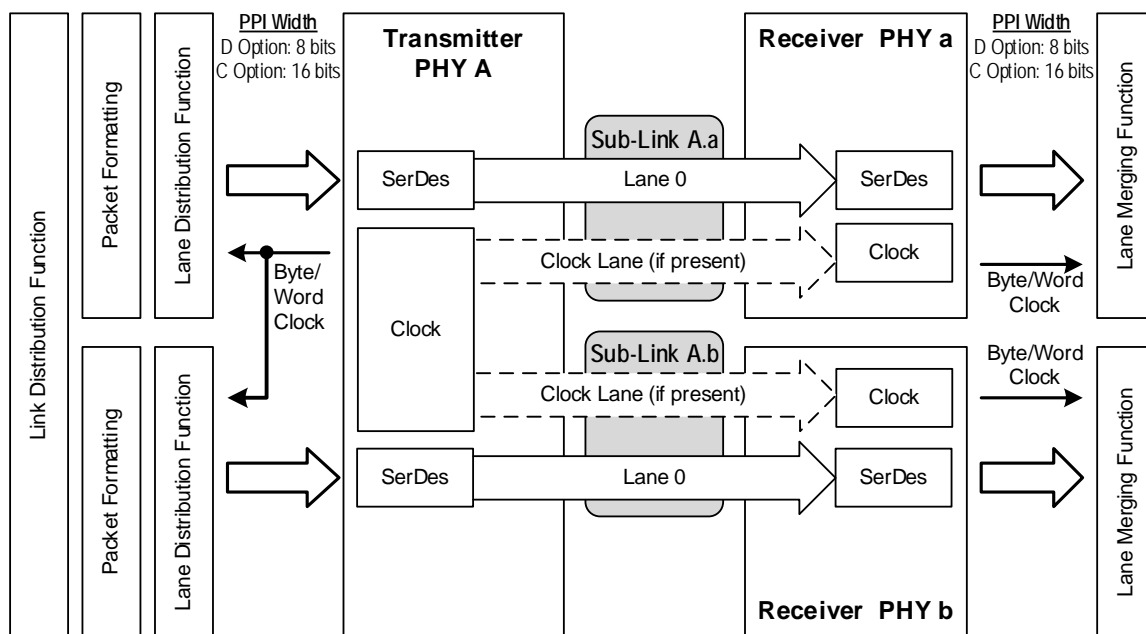 PPI Width
D Option: 8 bits
C Option: 16 bits
Transmitter
PHY A
Receiver PHY a
PPI Width
D Option: 8 bits
C Option: 16 bits
Link Distribution Function
Packet Formatting
Lane Distribution Function
Sub-Link A.a
SerDes
Lane 0
SerDes
Lane Merging Function
Byte/
Word
Clock
Clock Lane (if present)
Clock
Byte/Word
Clock
Clock
Packet Formatting
Lane Distribution Function
Sub-Link A.b
Clock Lane (if present)
Clock
Byte/Word
Clock
SerDes
Lane 0
SerDes
Lane Merging Function
Receiver PHY b